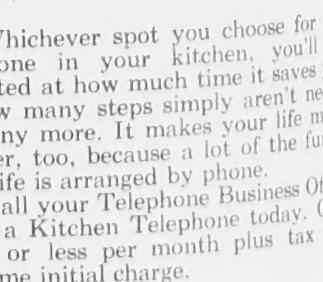 hichever spot you choose for
one in your kitchen, you'll
ted at how much time it saves
w many steps simply aren't ne
ny more. It makes your life m
er, too, because a lot of the fun
ife is arranged by phone.
all your Telephone Business Of
a Kitchen Telephone today.
or less per month plus tax
me initial charge.